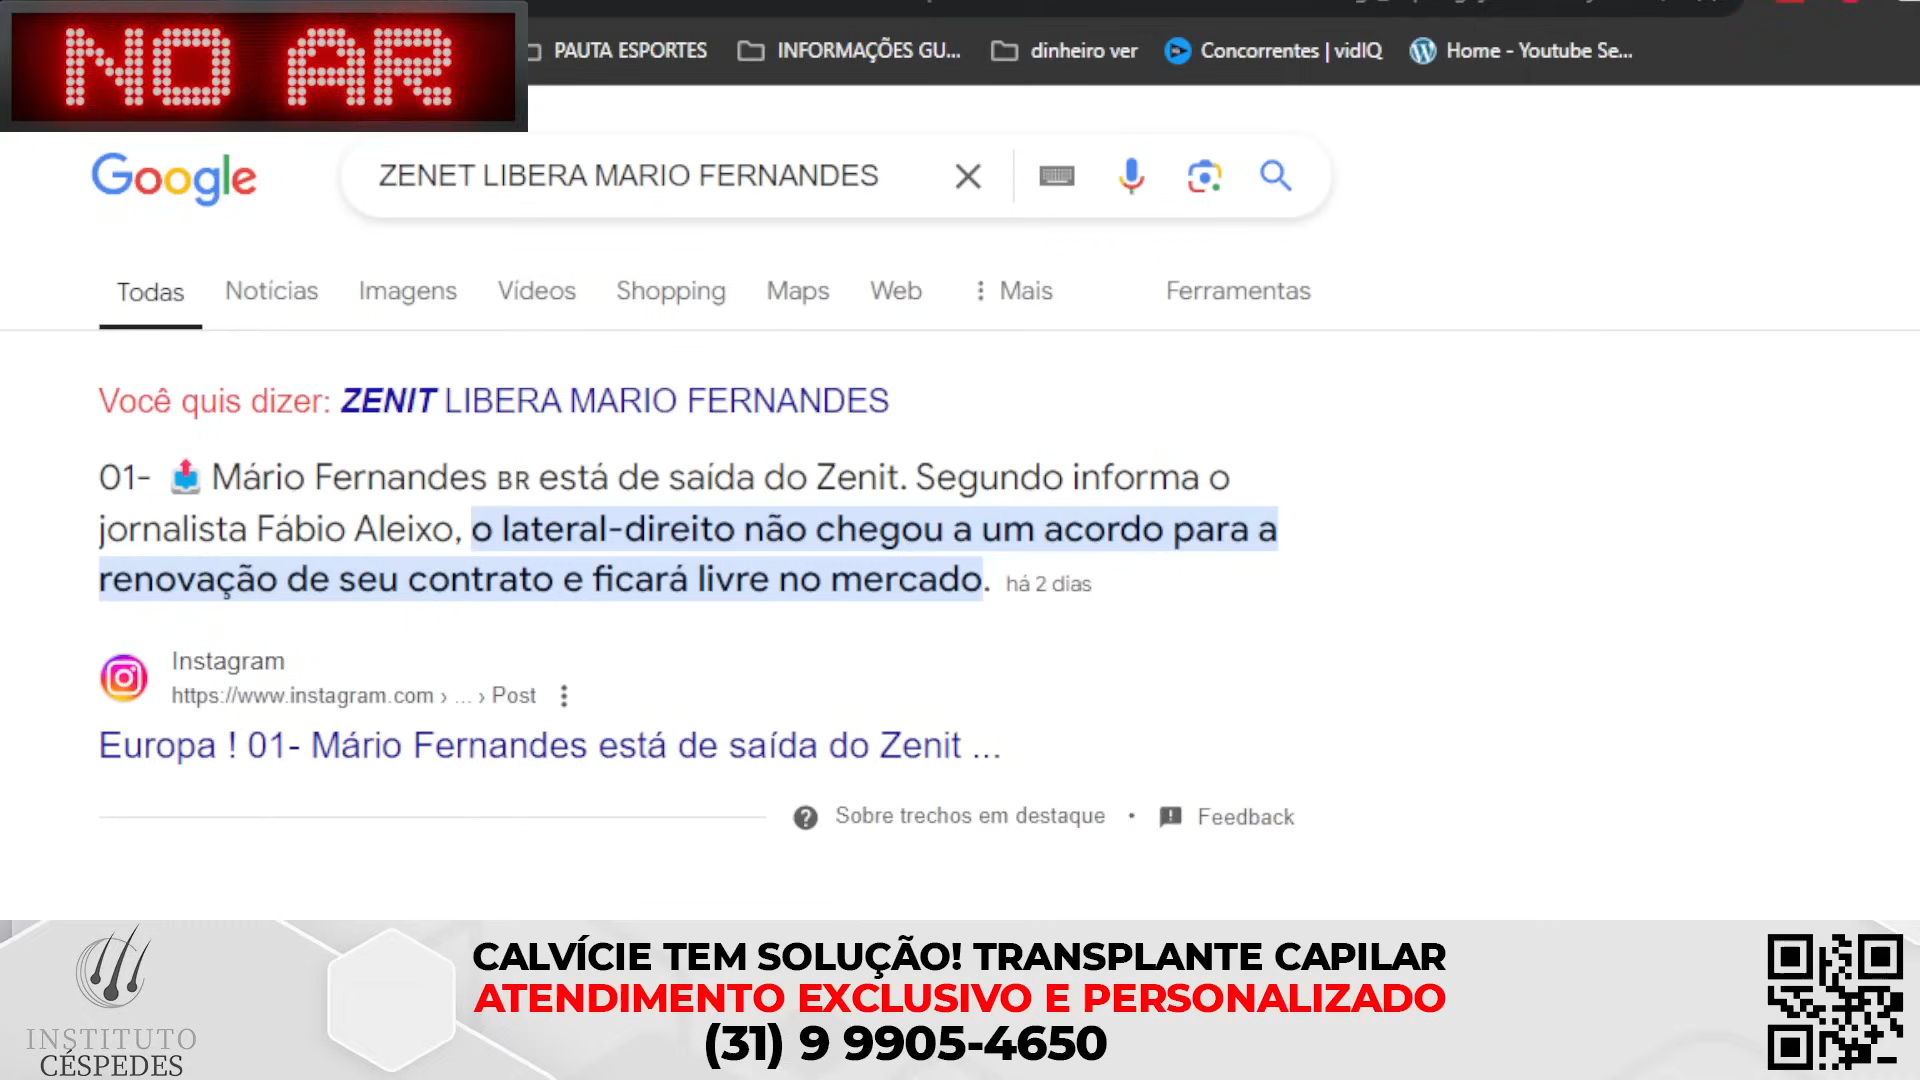 NO AR
PAUTA ESPORTES
INFORMAÇÕES GU...
dinheiro ver
Concorrentes | vidIQ
Home - Youtube Se...
Google
ZENET LIBERA MARIO FERNANDES
Todas Notícias Imagens Vídeos Shopping Maps Web Mais Ferramentas
Você quis dizer: ZENIT LIBERA MARIO FERNANDES
01- 📤 Mário Fernandes BR está de saída do Zenit. Segundo informa o
jornalista Fábio Aleixo, o lateral-direito não chegou a um acordo para a
renovação de seu contrato e ficará livre no mercado. há 2 dias
Instagram
https://www.instagram.com › ... › Post
Europa ! 01- Mário Fernandes está de saída do Zenit ...
Sobre trechos em destaque • Feedback
CALVÍCIE TEM SOLUÇÃO! TRANSPLANTE CAPILAR
ATENDIMENTO EXCLUSIVO E PERSONALIZADO
(31) 9 9905-4650
INSTITUTO
CÉSPEDES